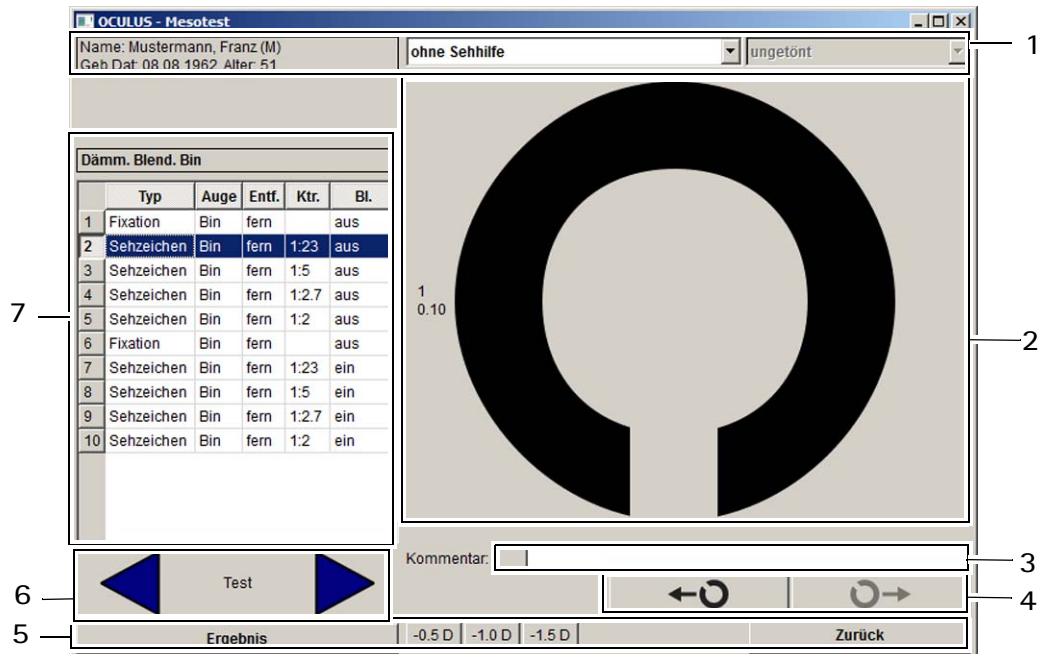 OCULUS - Mesotest
Name: Mustermann, Franz (M)
Geb Dat: 08.08.1962 Alter: 51
ohne Sehhilfe
ungetönt
1
Dämm. Blend. Bin
Typ Auge Entf. Ktr. Bl.
1 Fixation Bin fern aus
2 Sehzeichen Bin fern 1:23 aus
3 Sehzeichen Bin fern 1:5 aus
4 Sehzeichen Bin fern 1:2.7 aus
5 Sehzeichen Bin fern 1:2 aus
6 Fixation Bin fern aus
7 Sehzeichen Bin fern 1:23 ein
8 Sehzeichen Bin fern 1:5 ein
9 Sehzeichen Bin fern 1:2.7 ein
10 Sehzeichen Bin fern 1:2 ein
7
1
0.10
2
Kommentar:
3
Test
6
4
5
Ergebnis
-0.5 D -1.0 D -1.5 D
Zurück